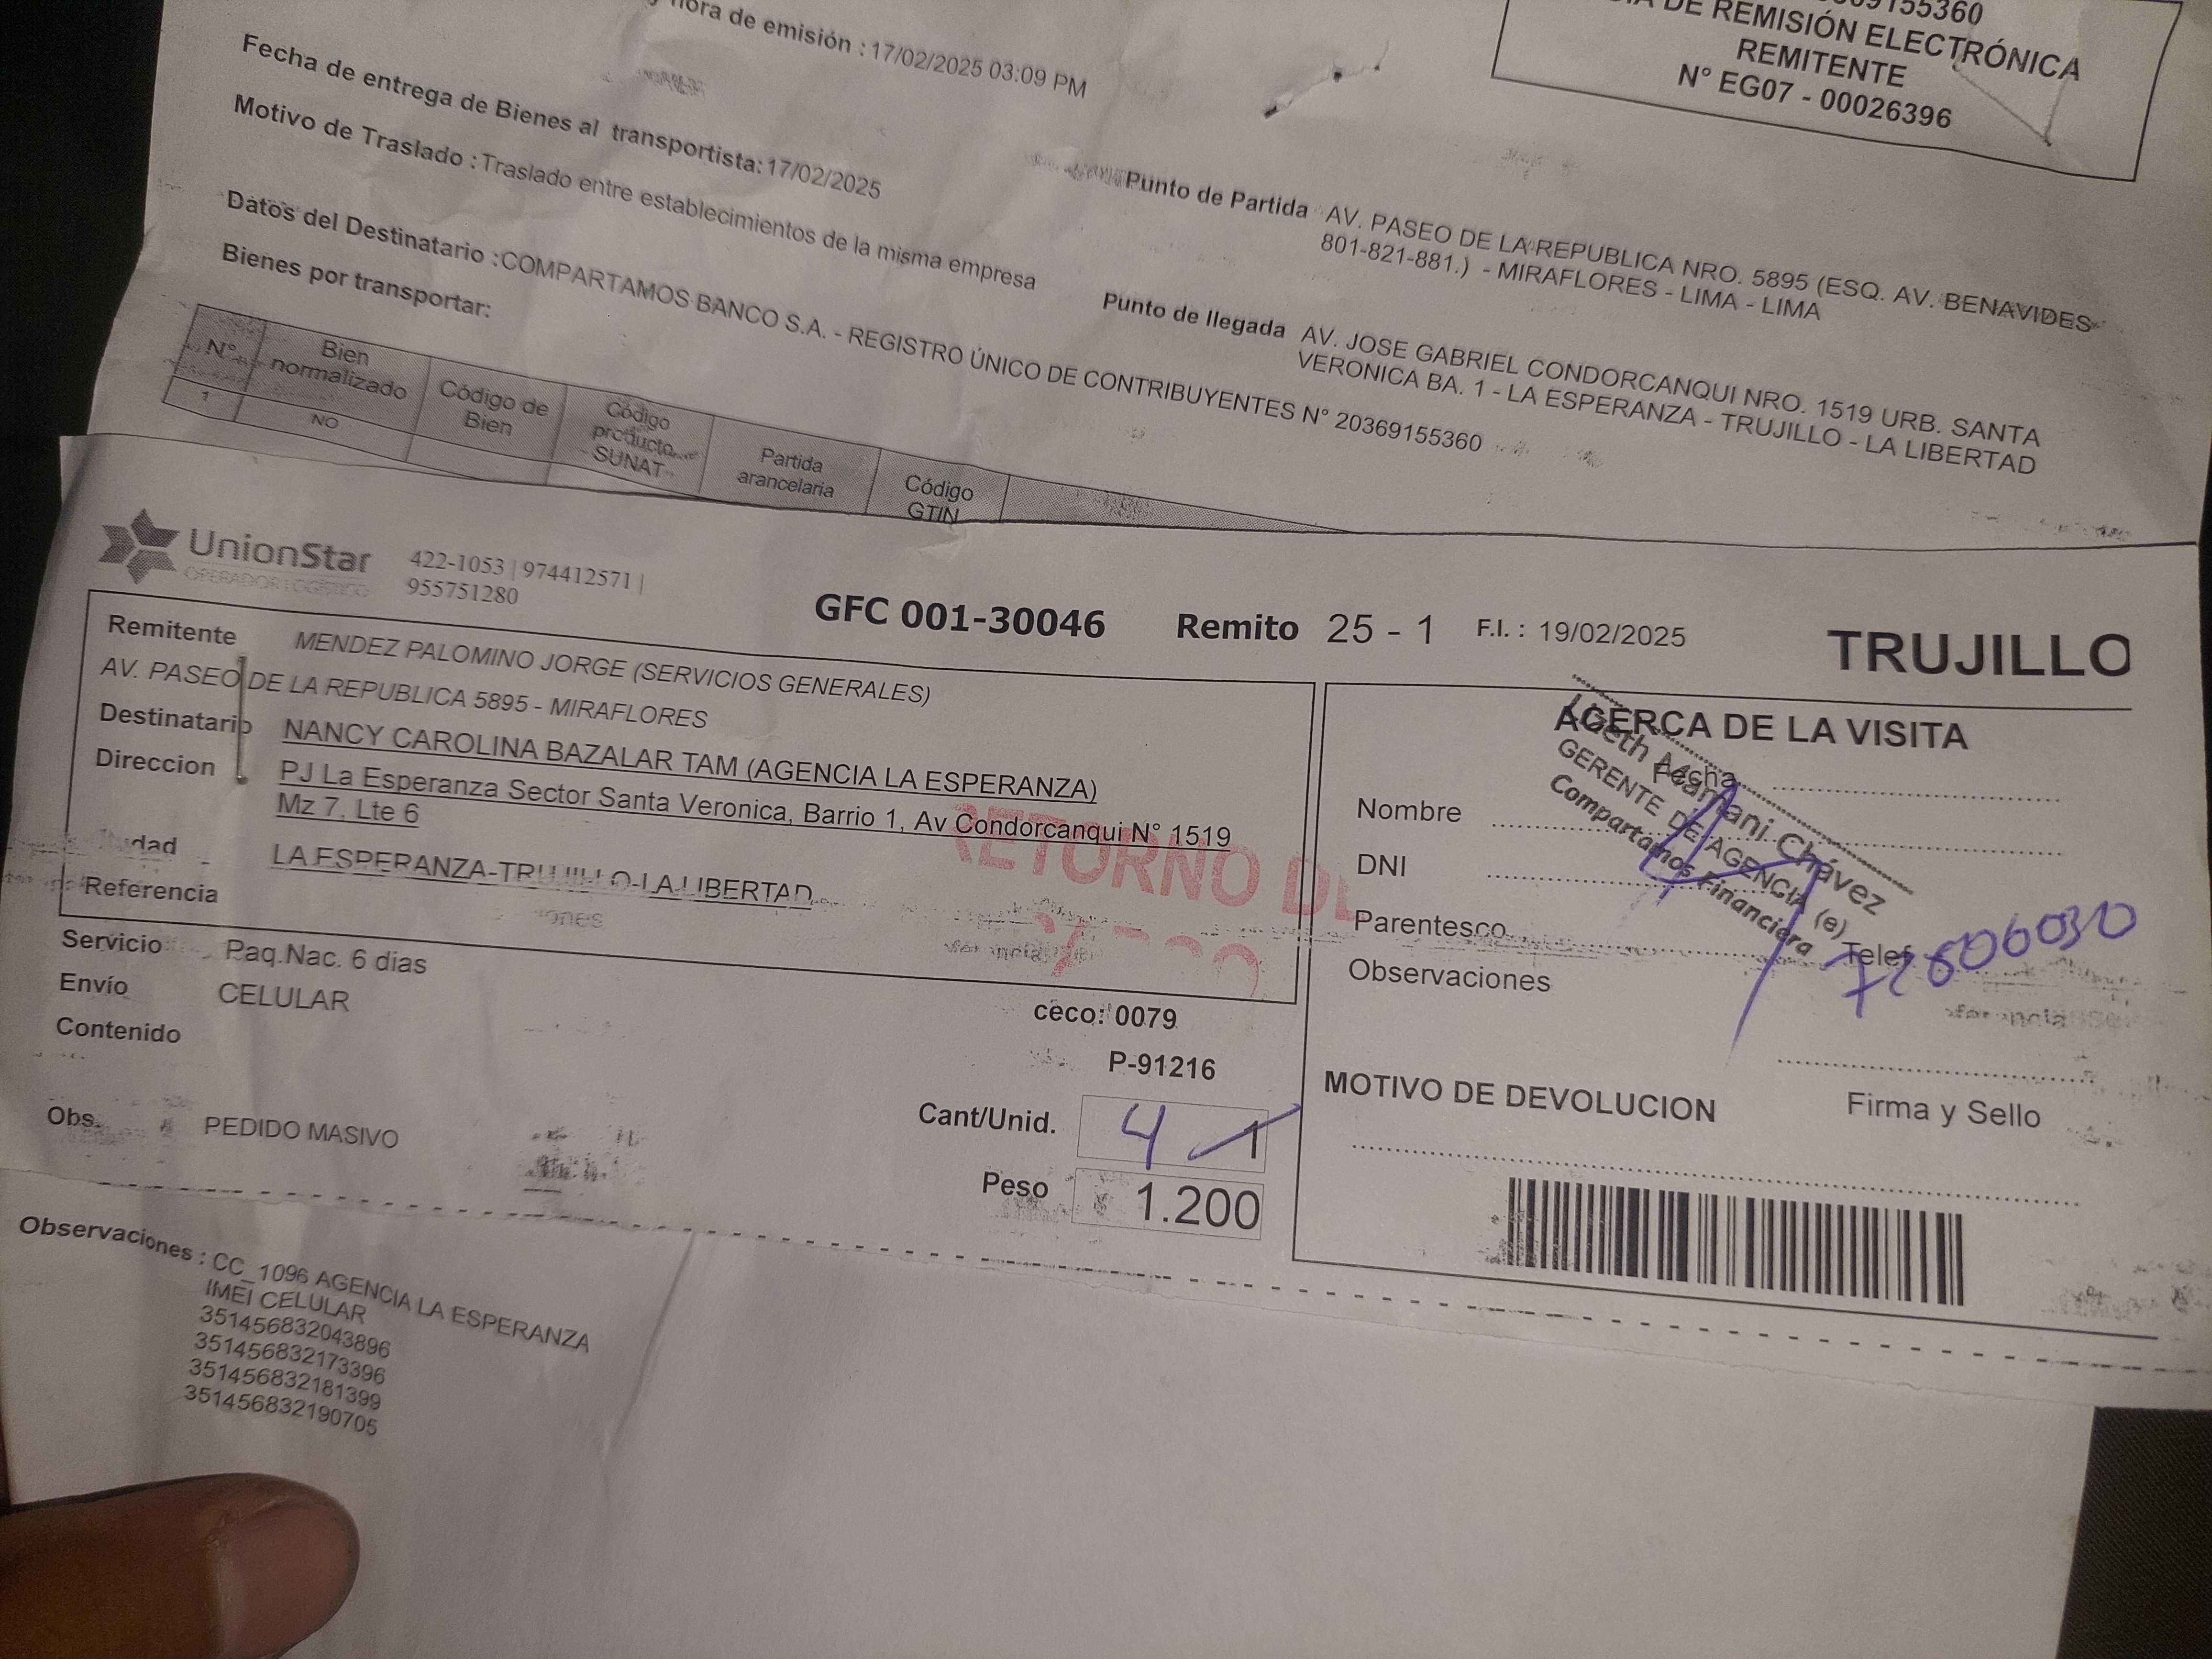 hora de emisión : 17/02/2025 03:09 PM
Fecha de entrega de Bienes al transportista: 17/02/2025
Motivo de Traslado : Traslado entre establecimientos de la misma empresa
Datos del Destinatario : COMPARTAMOS BANCO S.A. - REGISTRO ÚNICO DE CONTRIBUYENTES N° 20369155360
Bienes por transportar:
DE REMISIÓN ELECTRÓNICA
REMITENTE
N° EG07 - 00026396
Punto de Partida AV. PASEO DE LA REPUBLICA NRO. 5895 (ESQ. AV. BENAVIDES
801-821-881.) - MIRAFLORES - LIMA - LIMA
Punto de llegada AV. JOSE GABRIEL CONDORCANQUI NRO. 1519 URB. SANTA
VERONICA BA. 1 - LA ESPERANZA - TRUJILLO - LA LIBERTAD
N° Bien normalizado Código de Bien Código producto SUNAT Partida arancelaria Código GTIN
1 NO
UnionStar
OPERADOR LOGÍSTICO
422-1053 | 974412571 |
955751280
GFC 001-30046 Remito 25 - 1 F.I. : 19/02/2025 TRUJILLO
Remitente MENDEZ PALOMINO JORGE (SERVICIOS GENERALES)
AV. PASEO DE LA REPUBLICA 5895 - MIRAFLORES
Destinatario NANCY CAROLINA BAZALAR TAM (AGENCIA LA ESPERANZA)
Direccion PJ La Esperanza Sector Santa Veronica, Barrio 1, Av Condorcanqui N° 1519
Mz 7, Lte 6
LA ESPERANZA-TRUJILLO-LA LIBERTAD
Referencia
RETORNO DE
Servicio Paq.Nac. 6 dias
Envío CELULAR
Contenido
ceco: 0079
P-91216
Cant/Unid. 4 1
Peso 1.200
Obs. PEDIDO MASIVO
ACERCA DE LA VISITA
Fecha
Nombre
DNI
Parentesco Telef
Observaciones
Mamani Chávez
GERENTE DE AGENCIA (e)
Compartamos Financiera
72606030
Firma y Sello
MOTIVO DE DEVOLUCION
Observaciones : CC_1096 AGENCIA LA ESPERANZA
IMEI CELULAR
351456832043896
351456832173396
351456832181399
351456832190705